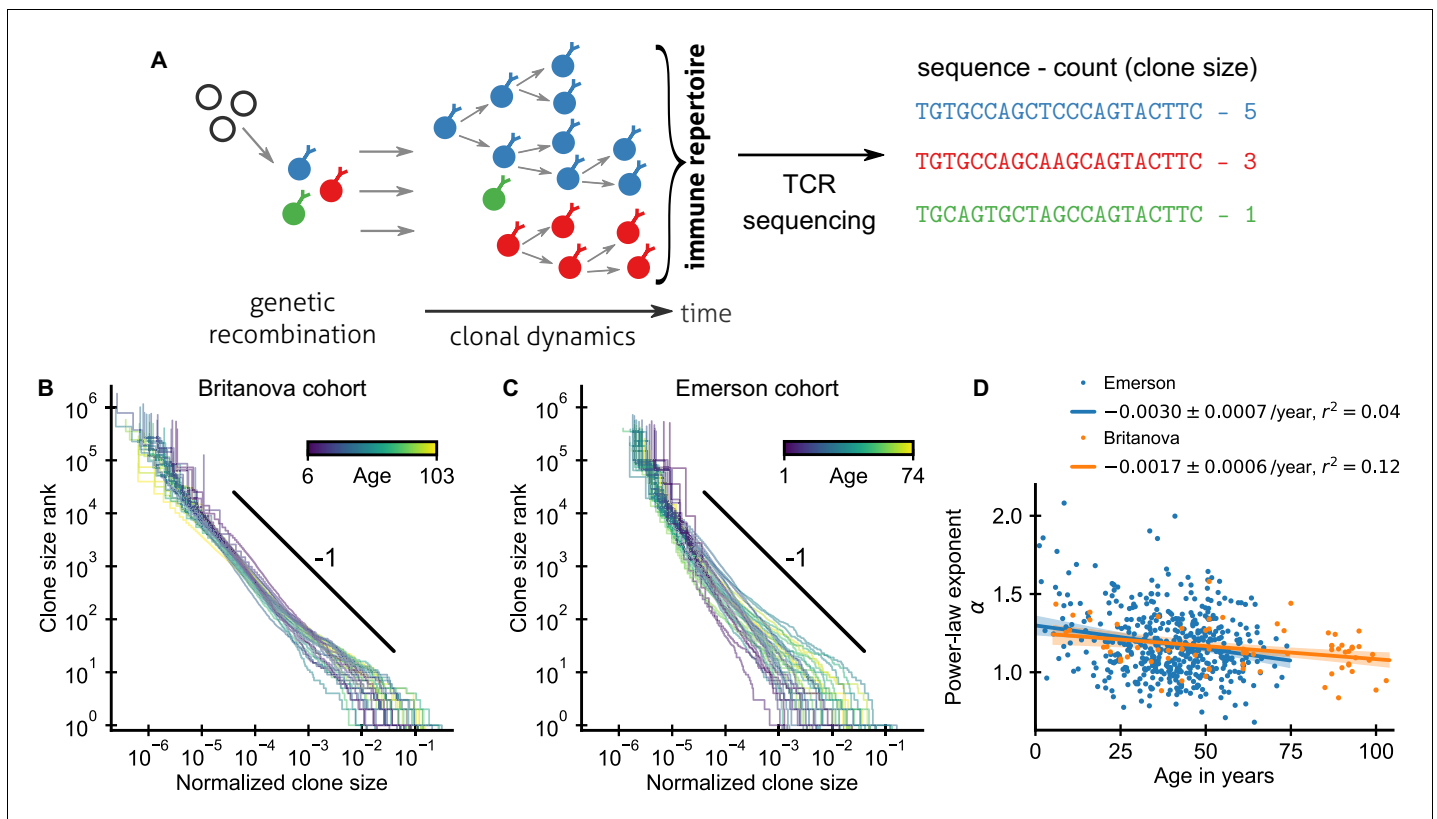 A
genetic
recombination
clonal dynamics
time
immune repertoire
TCR
sequencing
sequence - count (clone size)
TGTGCCAGCTCCCAGTACTTC - 5
TGTGCCAGCAAGCAGTACTTC - 3
TGCAGTGCTAGCCAGTACTTC - 1
B
Britanova cohort
Clone size rank
10^6
10^5
10^4
10^3
10^2
10^1
10^0
6 Age 103
-1
10^−6 10^−5 10^−4 10^−3 10^−2 10^−1
Normalized clone size
C
Emerson cohort
Clone size rank
10^6
10^5
10^4
10^3
10^2
10^1
10^0
1 Age 74
-1
10^−6 10^−5 10^−4 10^−3 10^−2 10^−1
Normalized clone size
D
Emerson
−0.0030 ± 0.0007 /year, r² = 0.04
Britanova
−0.0017 ± 0.0006 /year, r² = 0.12
Power-law exponent
α
2.0
1.5
1.0
0 25 50 75 100
Age in years